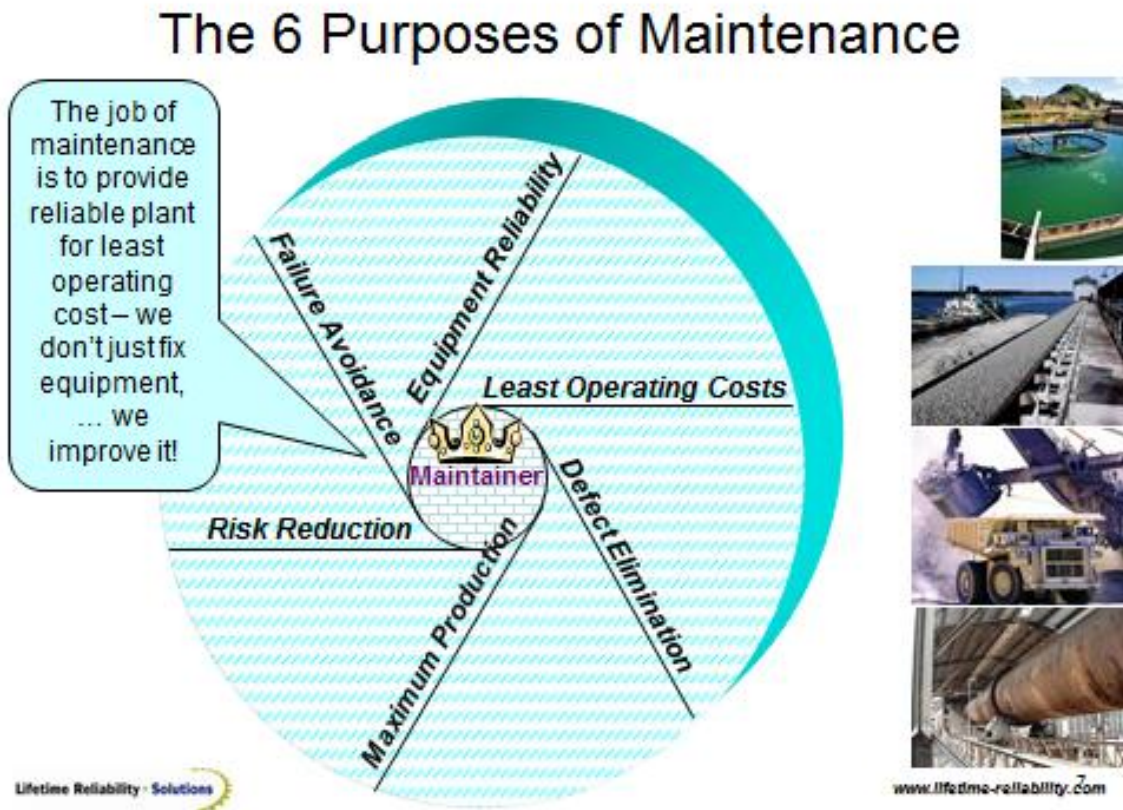 The 6 Purposes of Maintenance
The job of
maintenance
is to provide
reliable plant
for least
operating
cost – we
don't just fix
equipment,
... we
improve it!
Failure Avoidance
Equipment Reliability
Least Operating Costs
Maintainer
Risk Reduction
Maximum Production
Defect Elimination
Lifetime Reliability • Solutions
www.lifetime-reliability.com
7